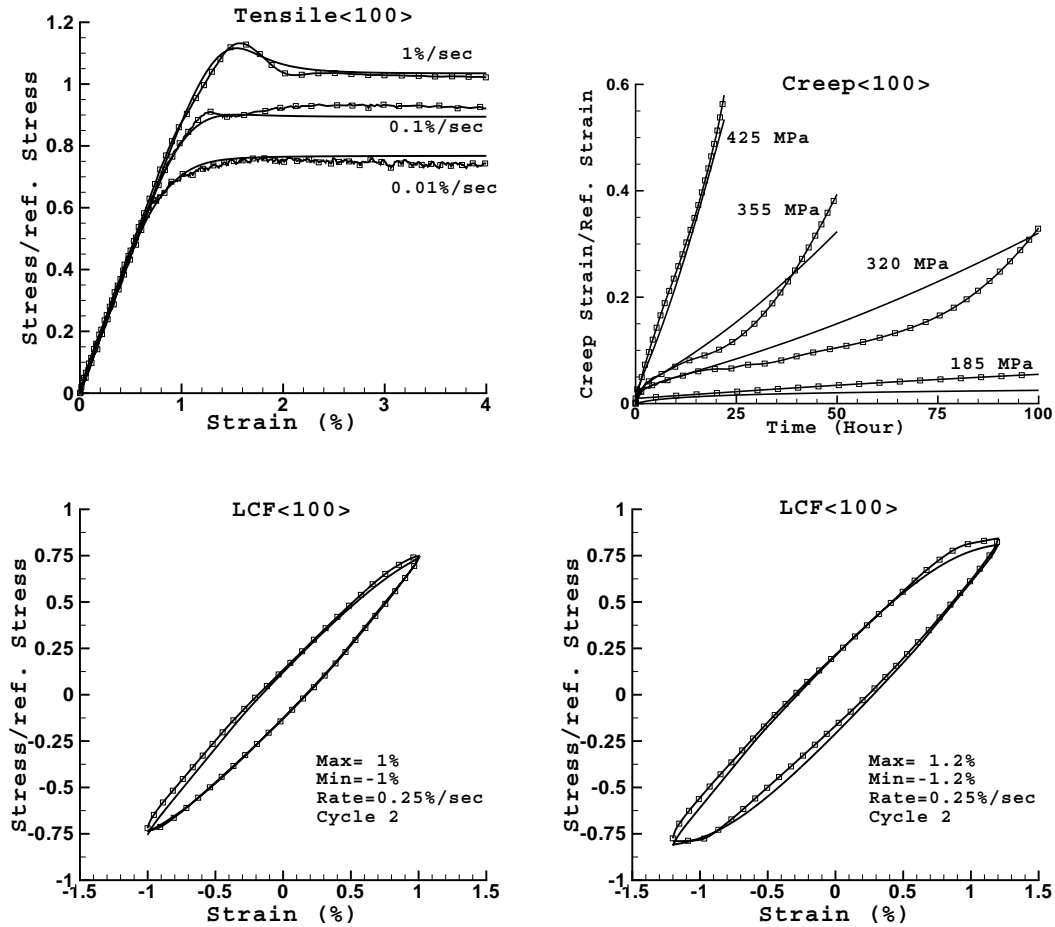 Tensile<100>
Stress/ref. Stress
1.2
1
0.8
0.6
0.4
0.2
0
0
1
2
3
4
Strain (%)
1%/sec
0.1%/sec
0.01%/sec
Creep<100>
Creep Strain/Ref. Strain
0.6
0.4
0.2
0
0
25
50
75
100
Time (Hour)
425 MPa
355 MPa
320 MPa
185 MPa
LCF<100>
Stress/ref. Stress
1
0.75
0.5
0.25
0
-0.25
-0.5
-0.75
-1
-1.5
-1
-0.5
0
0.5
1
1.5
Strain (%)
Max= 1%
Min=-1%
Rate=0.25%/sec
Cycle 2
LCF<100>
Stress/ref. Stress
1
0.75
0.5
0.25
0
-0.25
-0.5
-0.75
-1
-1.5
-1
-0.5
0
0.5
1
1.5
Strain (%)
Max= 1.2%
Min=-1.2%
Rate=0.25%/sec
Cycle 2